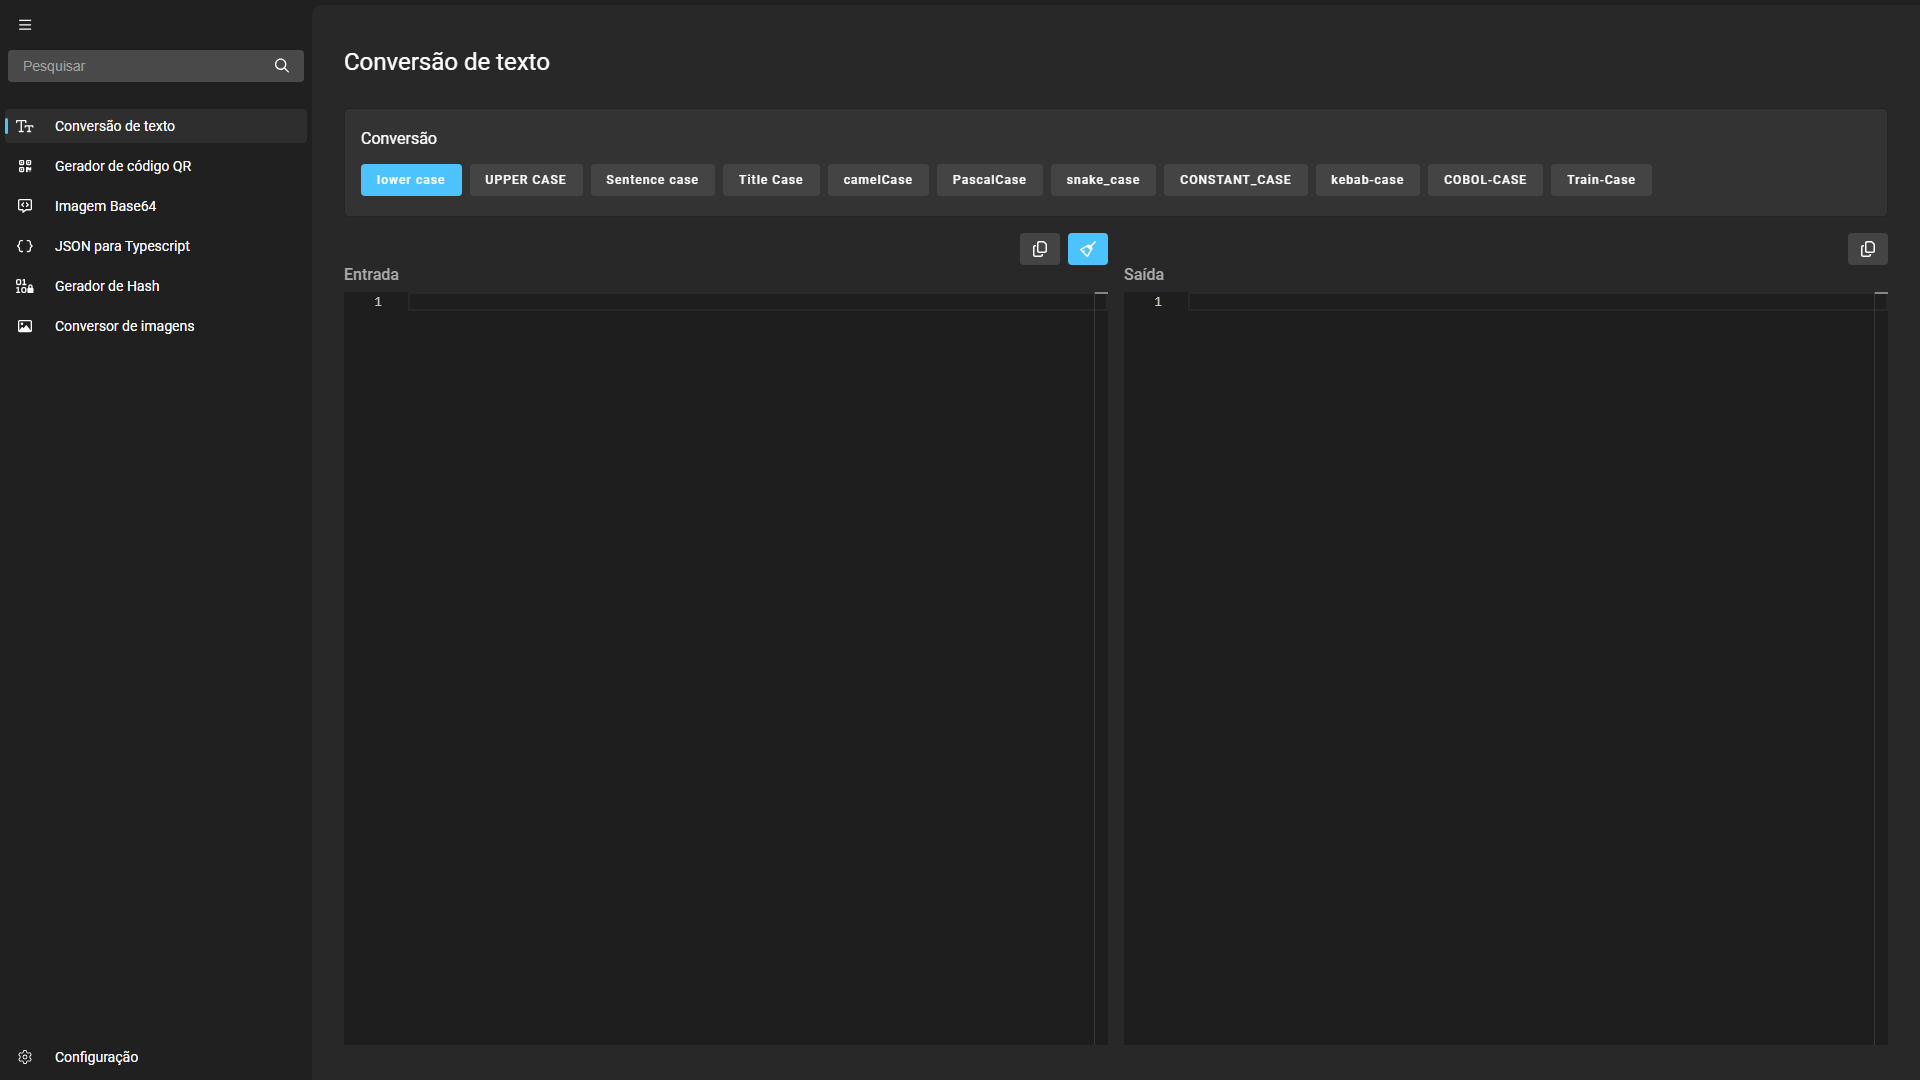 Pesquisar
Conversão de texto
Gerador de código QR
Imagem Base64
JSON para Typescript
Gerador de Hash
Conversor de imagens
Configuração
Conversão de texto
Conversão
lower case UPPER CASE Sentence case Title Case camelCase PascalCase snake_case CONSTANT_CASE kebab-case COBOL-CASE Train-Case
Entrada
1
Saída
1